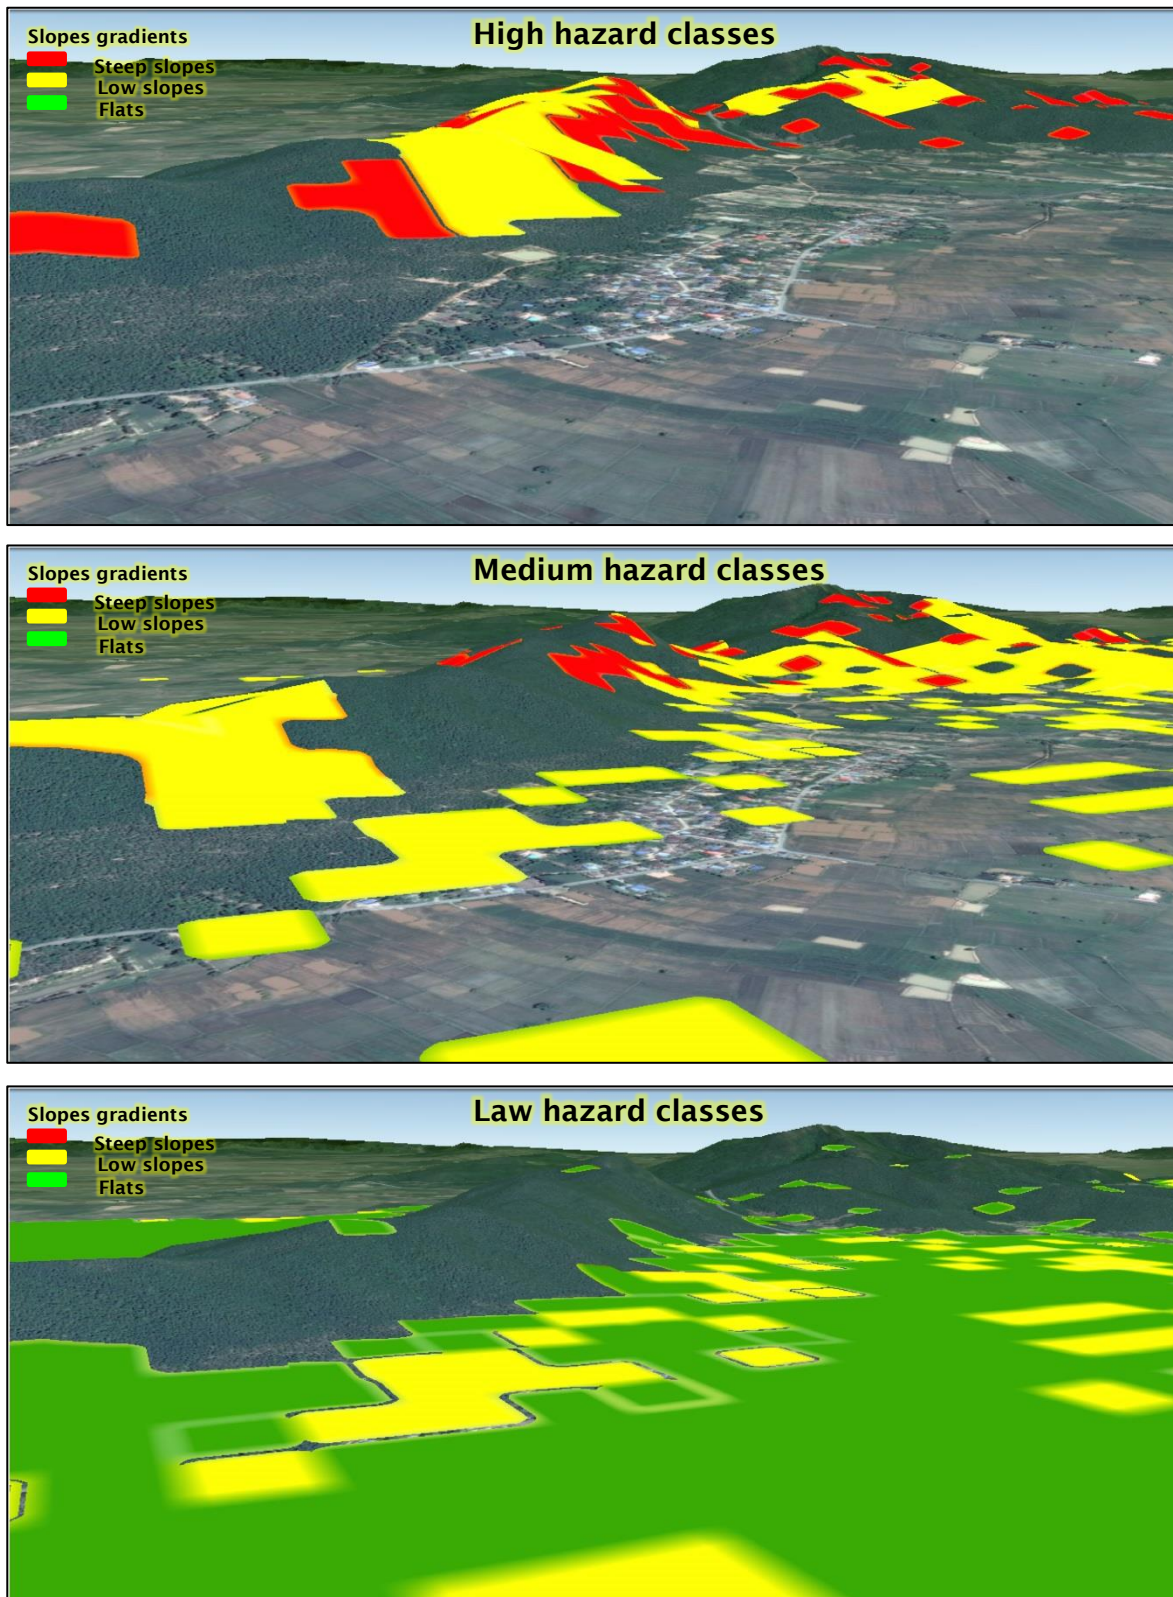 High hazard classes
Slopes gradients
Steep slopes
Low slopes
Flats
Medium hazard classes
Slopes gradients
Steep slopes
Low slopes
Flats
Law hazard classes
Slopes gradients
Steep slopes
Low slopes
Flats